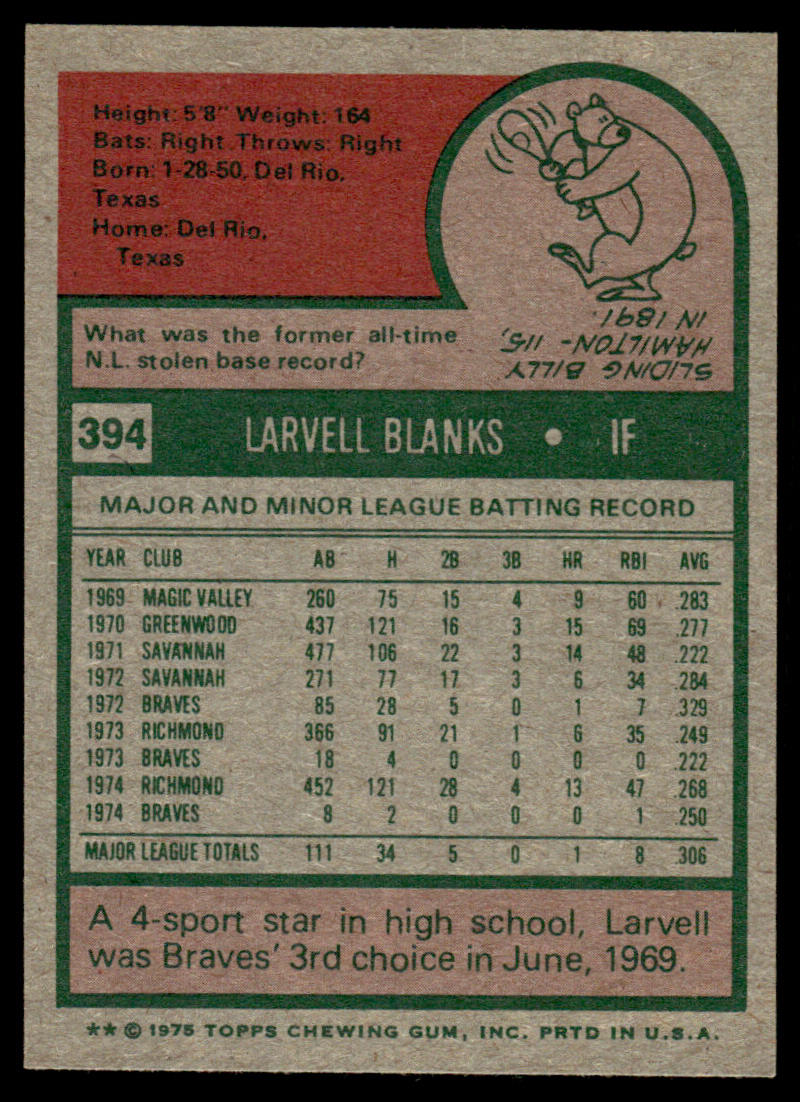 Height: 5'8" Weight: 164
Bats: Right Throws: Right
Born: 1-28-50, Del Rio,
Texas
Home: Del Rio,
Texas
What was the former all-time
N.L. stolen base record?
SLIDING BILLY
HAMILTON- 115,
IN 1891.
394 LARVELL BLANKS • IF
MAJOR AND MINOR LEAGUE BATTING RECORD
YEAR CLUB AB H 2B 3B HR RBI AVG
1969 MAGIC VALLEY 260 75 15 4 9 60 .283
1970 GREENWOOD 437 121 16 3 15 69 .277
1971 SAVANNAH 477 106 22 3 14 48 .222
1972 SAVANNAH 271 77 17 3 6 34 .284
1972 BRAVES 85 28 5 0 1 7 .329
1973 RICHMOND 366 91 21 1 6 35 .249
1973 BRAVES 18 4 0 0 0 0 .222
1974 RICHMOND 452 121 28 4 13 47 .268
1974 BRAVES 8 2 0 0 0 1 .250
MAJOR LEAGUE TOTALS 111 34 5 0 1 8 .306
A 4-sport star in high school, Larvell
was Braves' 3rd choice in June, 1969.
** © 1975 TOPPS CHEWING GUM, INC. PRTD IN U.S.A.